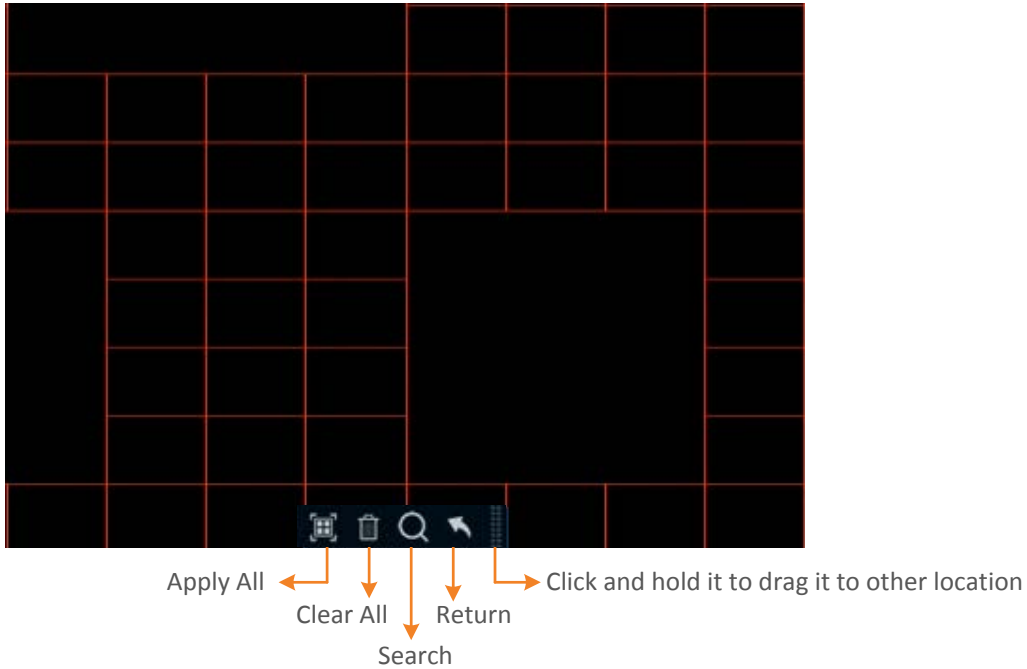 Apply All
Click and hold it to drag it to other location
Clear All
Return
Search